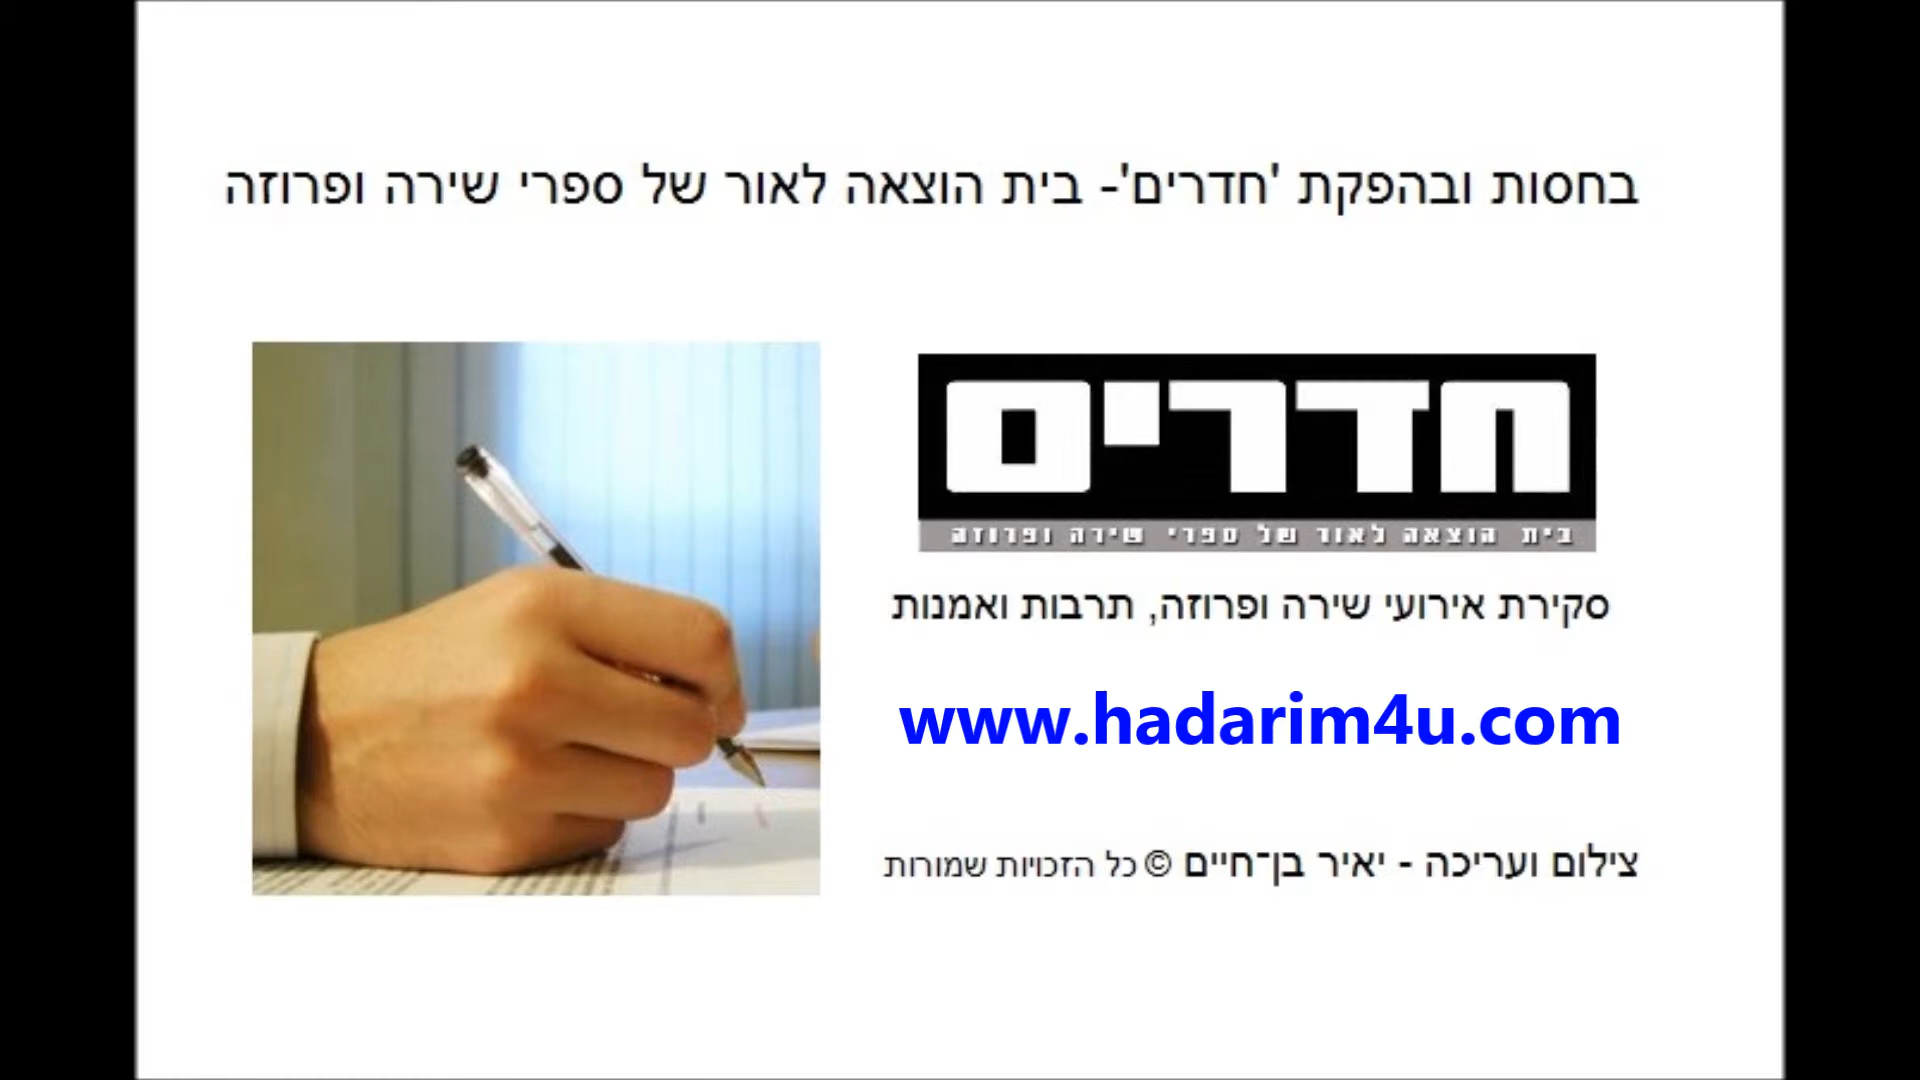 בחסות ובהפקת 'חדרים'- בית הוצאה לאור של ספרי שירה ופרוזה
חדרים
בית הוצאה לאור של ספרי שירה ופרוזה
סקירת אירועי שירה ופרוזה, תרבות ואמנות
www.hadarim4u.com
צילום ועריכה - יאיר בן־חיים © כל הזכויות שמורות